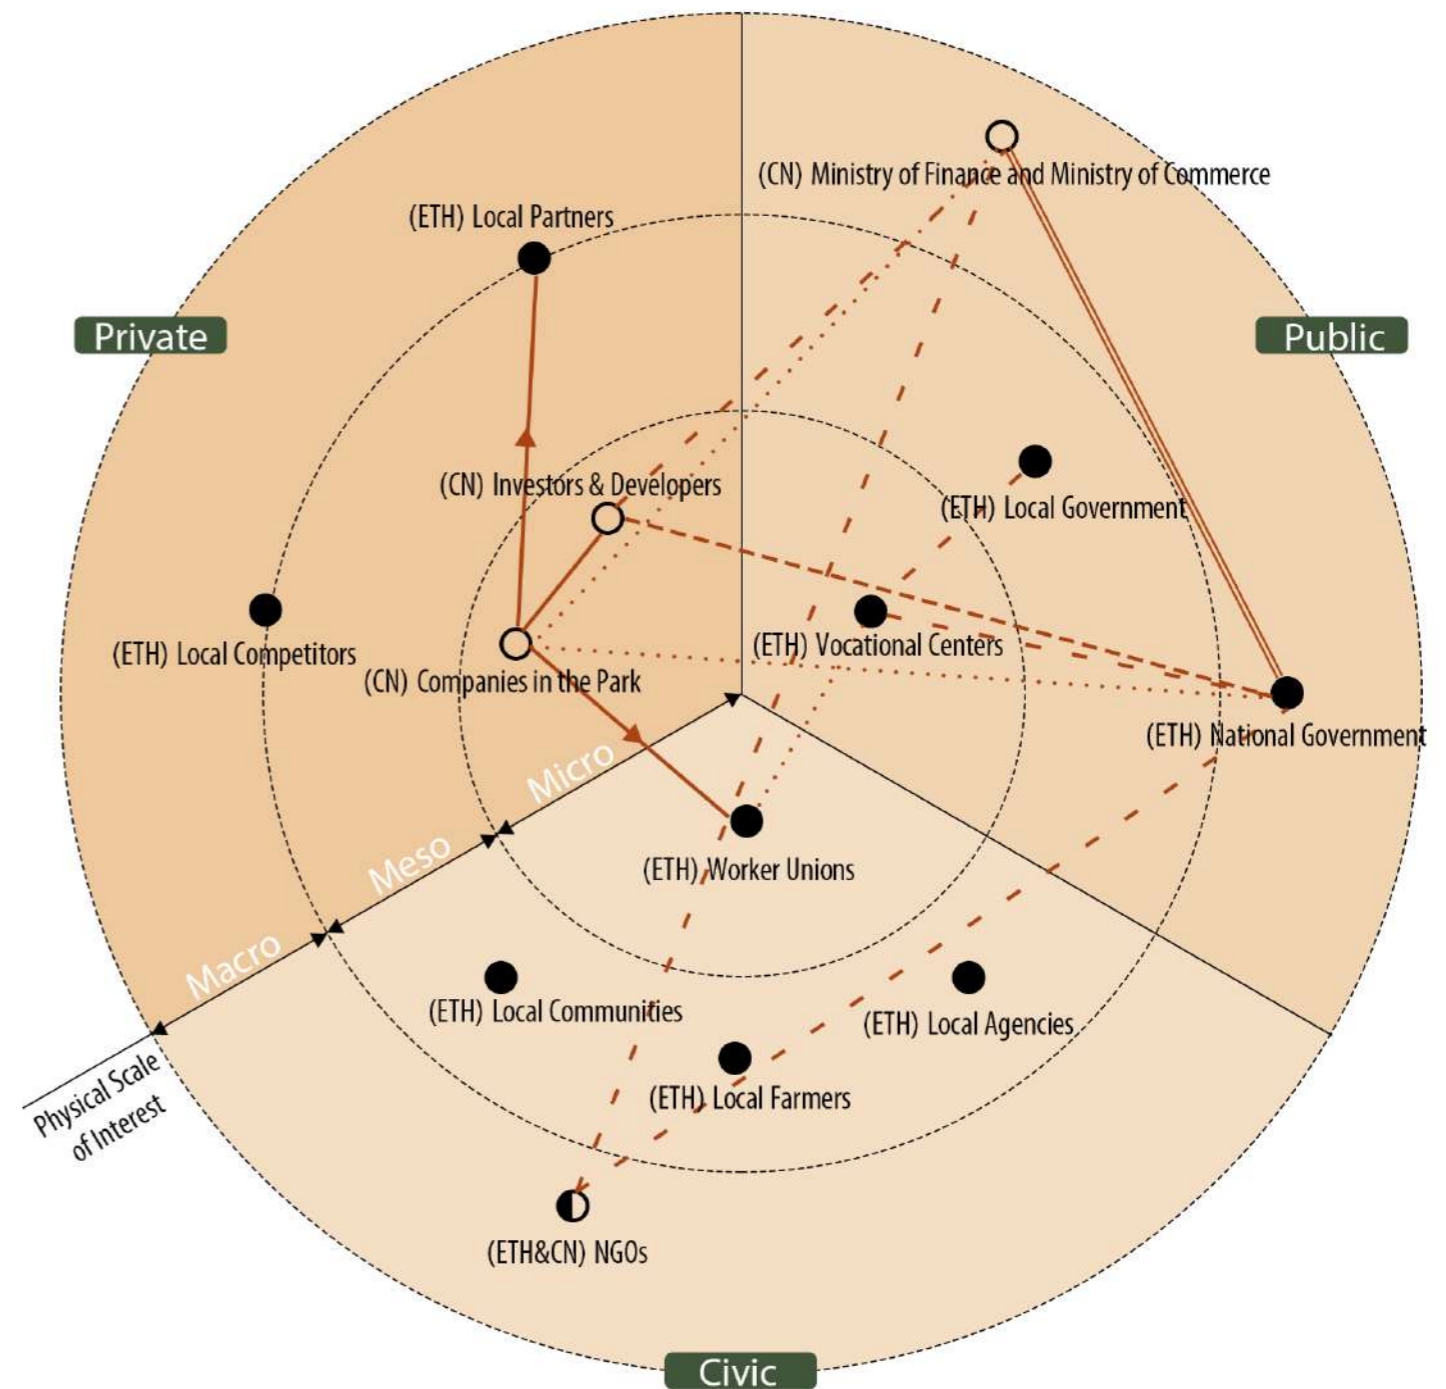 (CN) Ministry of Finance and Ministry of Commerce
(ETH) Local Partners
Private
Public
(CN) Investors & Developers
(ETH) Local Government
(ETH) Vocational Centers
(ETH) Local Competitors
(CN) Companies in the Park
(ETH) National Government
Micro
Meso
Macro
(ETH) Worker Unions
(ETH) Local Communities
(ETH) Local Agencies
(ETH) Local Farmers
Physical Scale
of Interest
(ETH&CN) NGOs
Civic